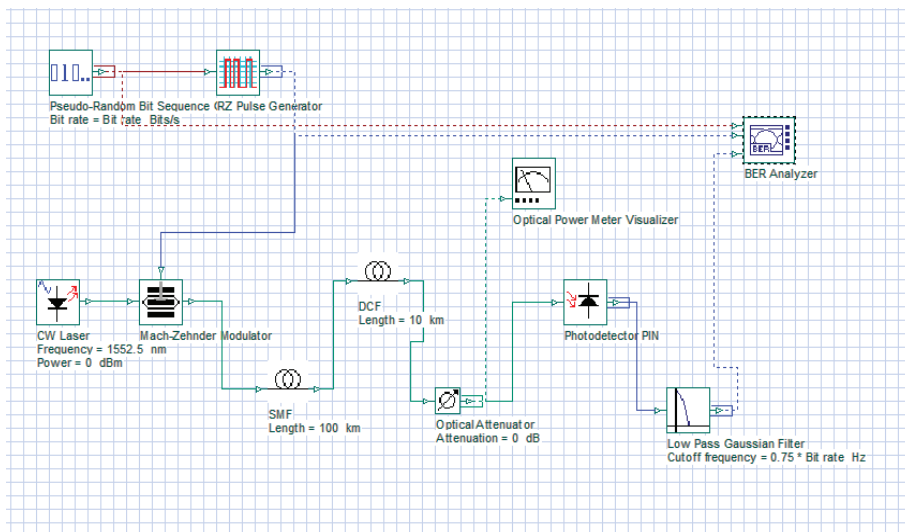 Pseudo-Random Bit Sequence (RZ Pulse Generator
Bit rate = Bit rate Bits/s
BER
BER Analyzer
Optical Power Meter Visualizer
DCF
Length = 10 km
CW Laser
Frequency = 1552.5 nm
Power = 0 dBm
Mach-Zehnder Modulator
Photodetector PIN
SMF
Length = 100 km
Optical Attenuator
Attenuation = 0 dB
Low Pass Gaussian Filter
Cutoff frequency = 0.75 * Bit rate Hz